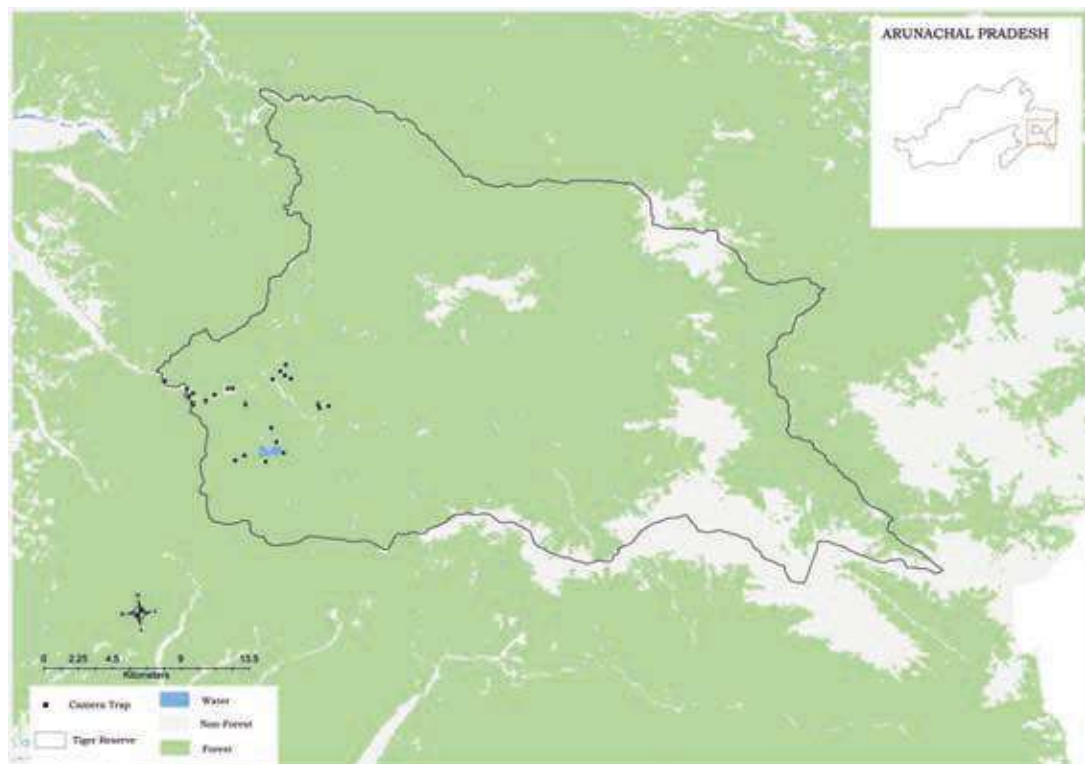 ARUNACHAL PRADESH
0 2.25 4.5 9 13.5
Kilometers
Camera Trap
Tiger Reserve
Water
Non-Forest
Forest